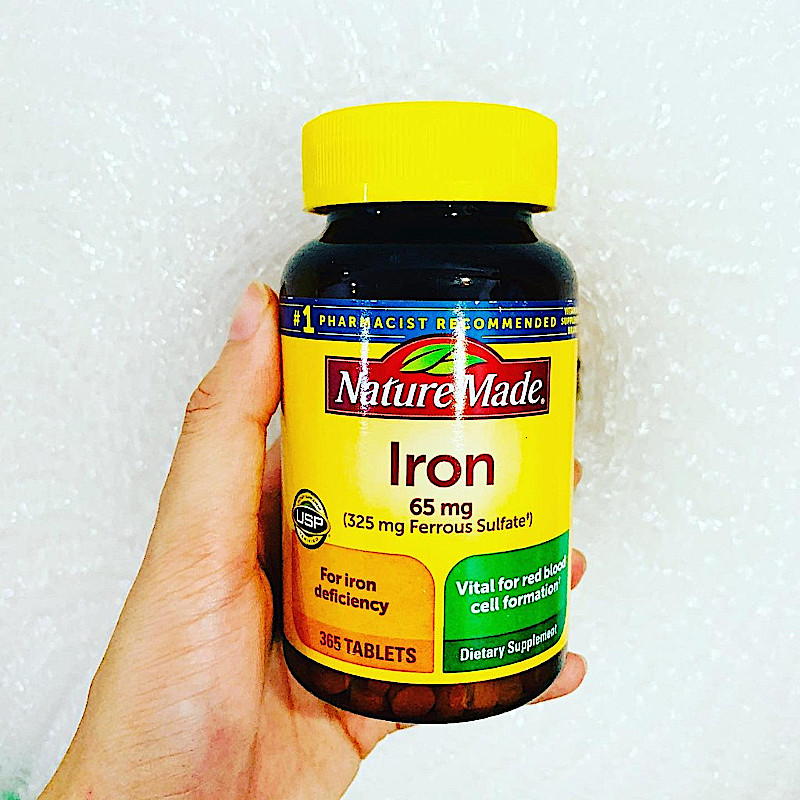 #1 PHARMACIST RECOMMENDED
Nature Made®
Iron
65 mg
(325 mg Ferrous Sulfate‡)
USP
For iron
deficiency
365 TABLETS
Vital for red blood
cell formation†
Dietary Supplement